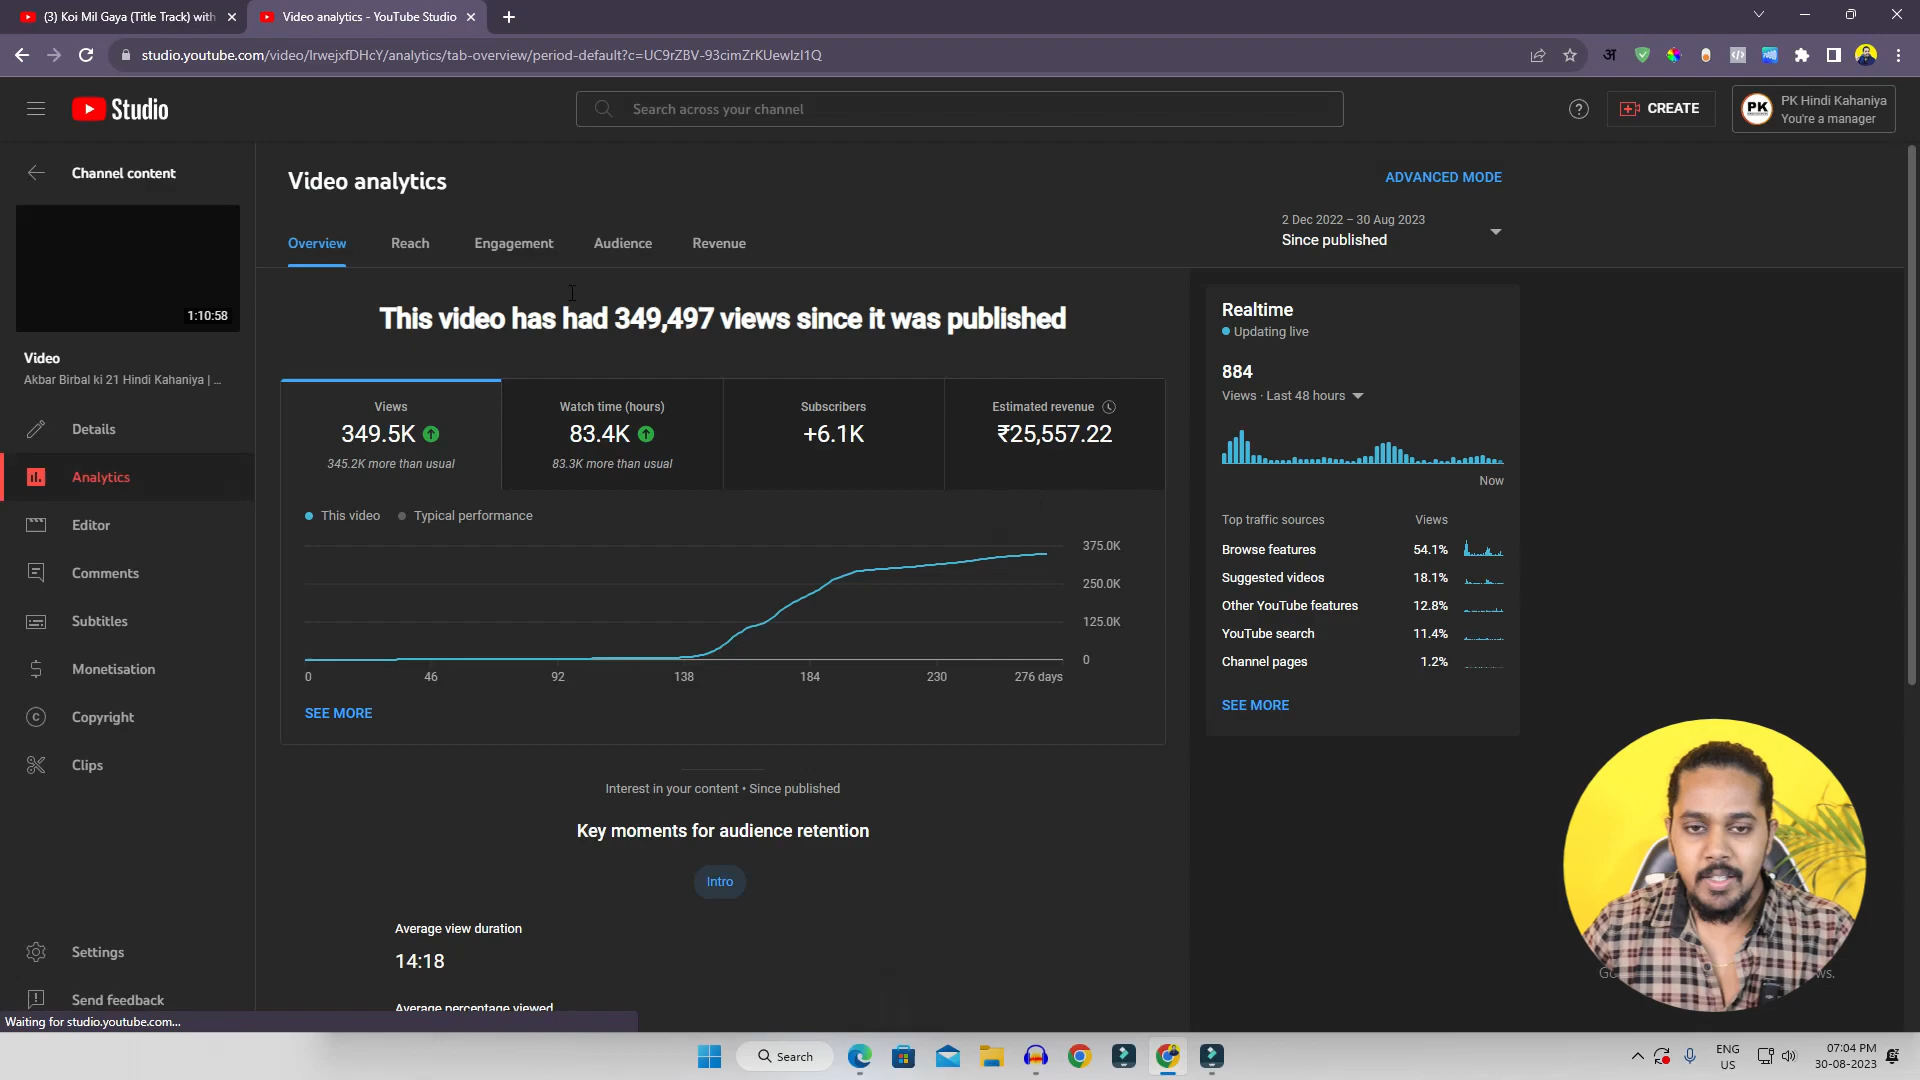 (3) Koi Mil Gaya (Title Track) with
Video analytics - YouTube Studio
studio.youtube.com/video/lrwejxfDHcY/analytics/tab-overview/period-default?c=UC9rZBV-93cimZrKUewlzI1Q
अ
Studio
Search across your channel
CREATE
PK
PK Hindi Kahaniya
You're a manager
Channel content
1:10:58
Video
Akbar Birbal ki 21 Hindi Kahaniya | ...
Details
Analytics
Editor
Comments
Subtitles
Monetisation
Copyright
Clips
Settings
Send feedback
Waiting for studio.youtube.com...
Video analytics
ADVANCED MODE
Overview
Reach
Engagement
Audience
Revenue
2 Dec 2022 – 30 Aug 2023
Since published
This video has had 349,497 views since it was published
Views
349.5K
345.2K more than usual
Watch time (hours)
83.4K
83.3K more than usual
Subscribers
+6.1K
Estimated revenue
₹25,557.22
This video
Typical performance
375.0K
250.0K
125.0K
0
0 46 92 138 184 230 276 days
SEE MORE
Interest in your content • Since published
Key moments for audience retention
Intro
Average view duration
14:18
Average percentage viewed
Realtime
Updating live
884
Views · Last 48 hours
Now
Top traffic sources Views
Browse features 54.1%
Suggested videos 18.1%
Other YouTube features 12.8%
YouTube search 11.4%
Channel pages 1.2%
SEE MORE
Search
ENG
US
07:04 PM
30-08-2023